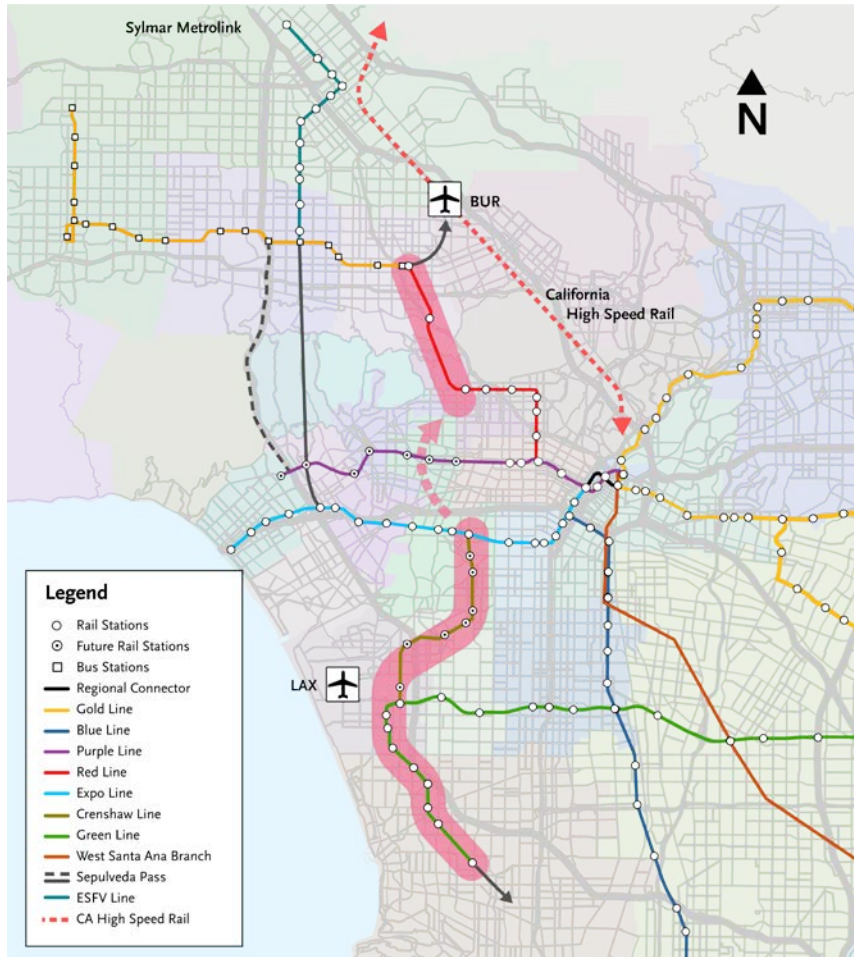 Sylmar Metrolink
N
BUR
California
High Speed Rail
LAX
Legend
Rail Stations
Future Rail Stations
Bus Stations
Regional Connector
Gold Line
Blue Line
Purple Line
Red Line
Expo Line
Crenshaw Line
Green Line
West Santa Ana Branch
Sepulveda Pass
ESFV Line
CA High Speed Rail